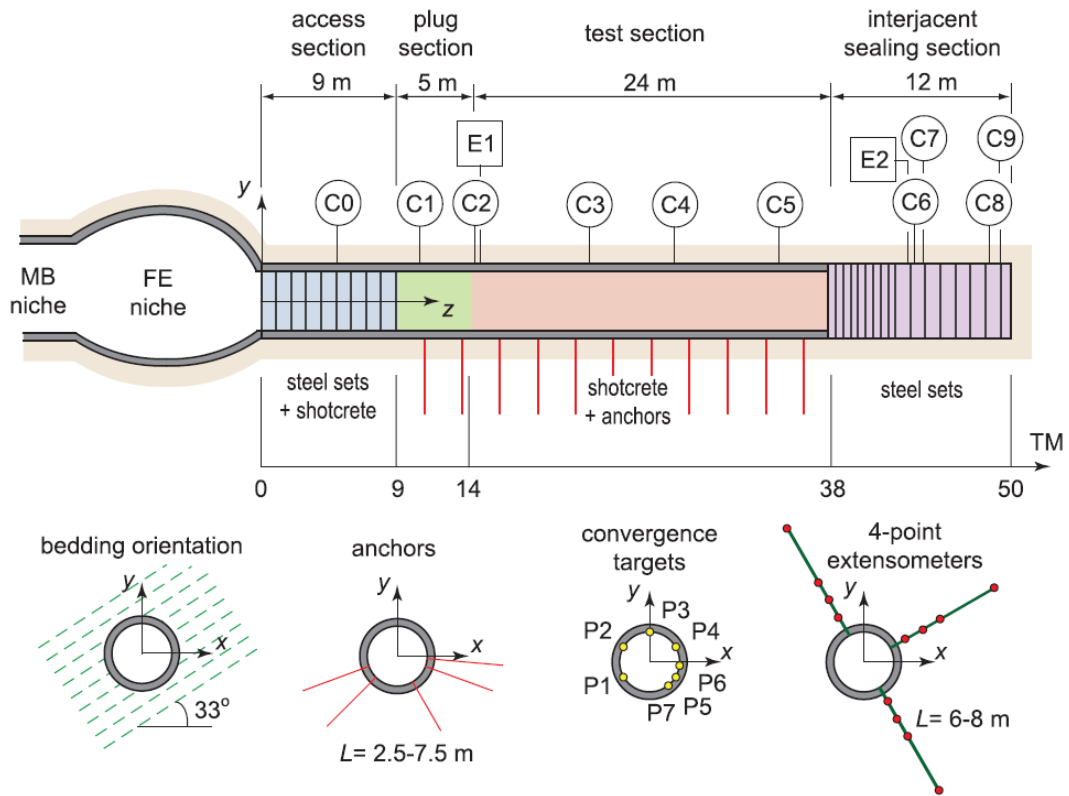 access
section
plug
section
test section
interjacent
sealing section
9 m
5 m
24 m
12 m
E1
E2
C7
C9
y
C0
C1
C2
C3
C4
C5
C6
C8
MB
niche
FE
niche
z
steel sets
+ shotcrete
shotcrete
+ anchors
steel sets
TM
0
9
14
38
50
bedding orientation
y
x
33°
anchors
y
x
L= 2.5-7.5 m
convergence
targets
y
P3
P2
P4
x
P1
P6
P7
P5
4-point
extensometers
y
x
L= 6-8 m